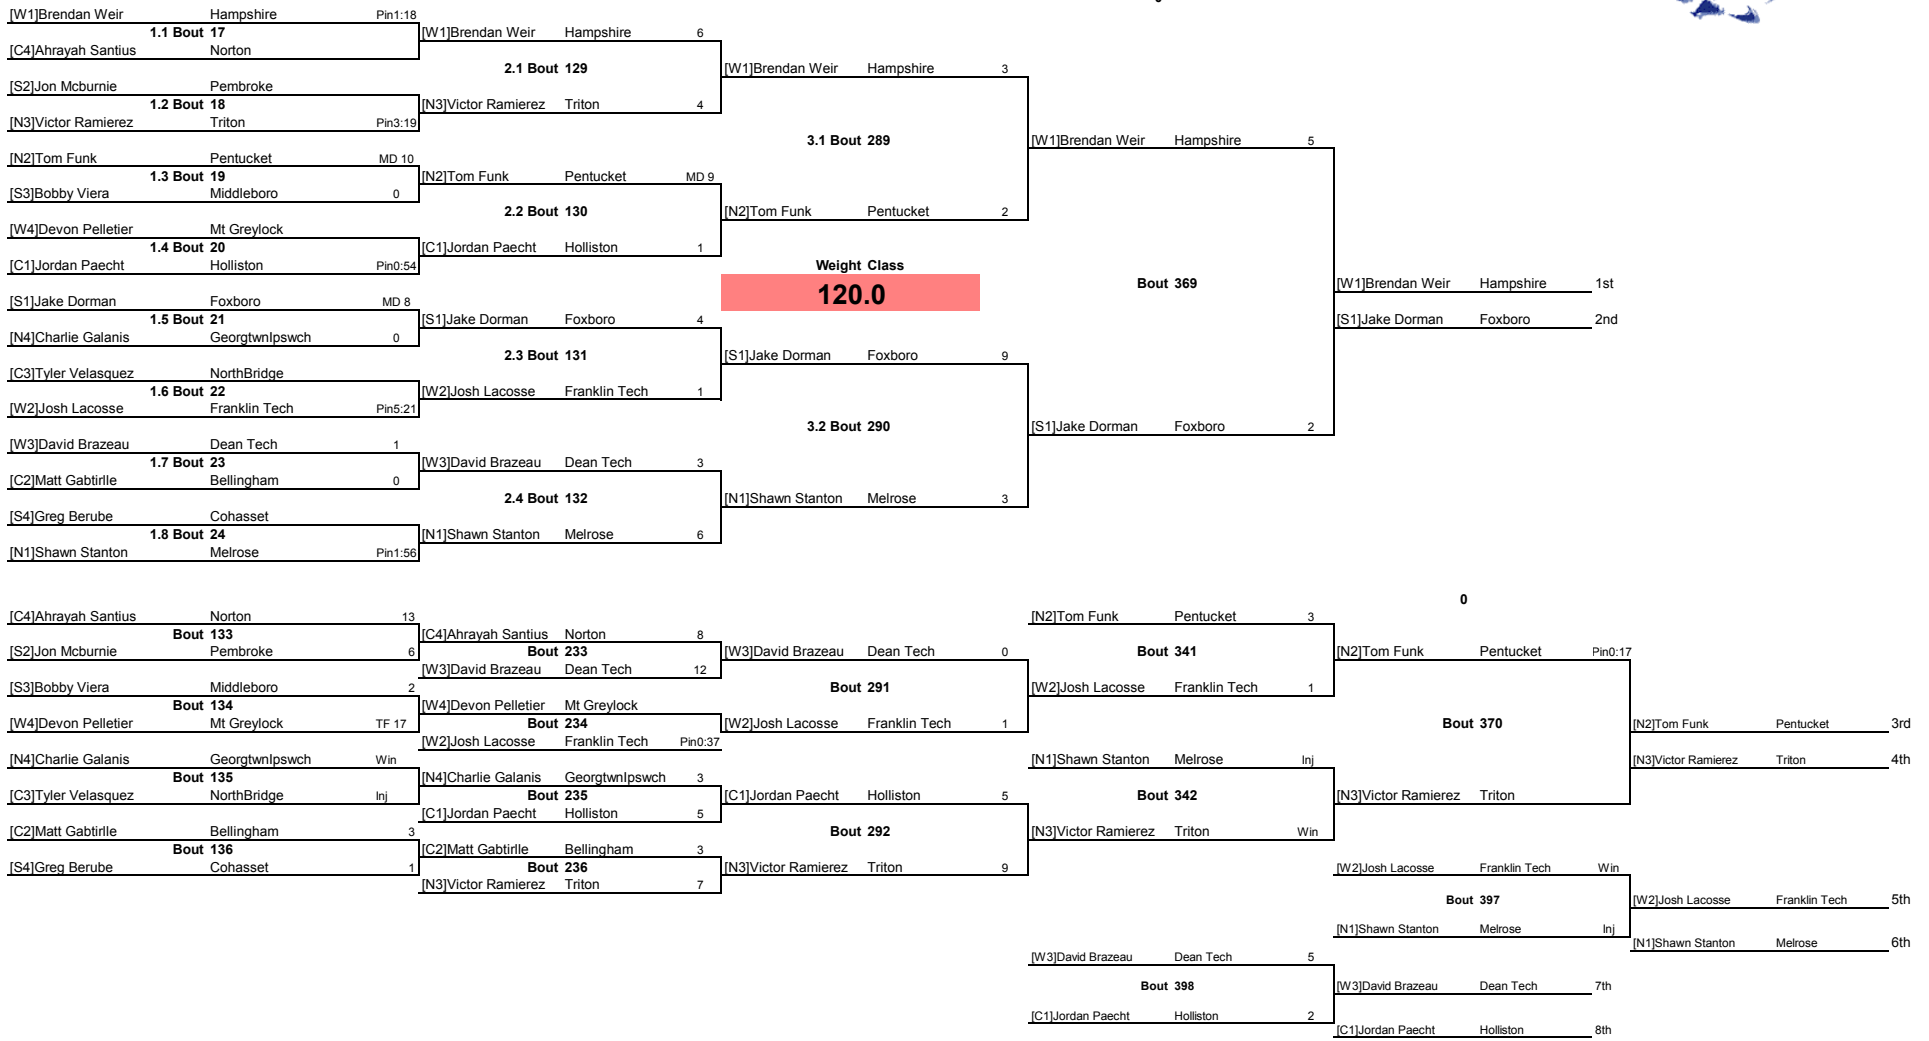 [W1]Brendan Weir Hampshire Pin1:18
1.1 Bout 17 [W1]Brendan Weir Hampshire 6
[C4]Ahrayah Santius Norton
2.1 Bout 129 [W1]Brendan Weir Hampshire 3
[S2]Jon Mcburnie Pembroke
1.2 Bout 18 [N3]Victor Ramierez Triton 4
[N3]Victor Ramierez Triton Pin3:19
3.1 Bout 289 [W1]Brendan Weir Hampshire 5
[N2]Tom Funk Pentucket MD 10
1.3 Bout 19 [N2]Tom Funk Pentucket MD 9
[S3]Bobby Viera Middleboro 0
2.2 Bout 130 [N2]Tom Funk Pentucket 2
[W4]Devon Pelletier Mt Greylock
1.4 Bout 20 [C1]Jordan Paecht Holliston 1
[C1]Jordan Paecht Holliston Pin0:54 Weight Class
Bout 369 [W1]Brendan Weir Hampshire 1st
120.0
[S1]Jake Dorman Foxboro MD 8
1.5 Bout 21 [S1]Jake Dorman Foxboro 4 [S1]Jake Dorman Foxboro 2nd
[N4]Charlie Galanis GeorgtwnIpswch 0
2.3 Bout 131 [S1]Jake Dorman Foxboro 9
[C3]Tyler Velasquez NorthBridge
1.6 Bout 22 [W2]Josh Lacosse Franklin Tech 1
[W2]Josh Lacosse Franklin Tech Pin5:21
3.2 Bout 290 [S1]Jake Dorman Foxboro 2
[W3]David Brazeau Dean Tech 1
1.7 Bout 23 [W3]David Brazeau Dean Tech 3
[C2]Matt Gabtirlle Bellingham 0
2.4 Bout 132 [N1]Shawn Stanton Melrose 3
[S4]Greg Berube Cohasset
1.8 Bout 24 [N1]Shawn Stanton Melrose 6
[N1]Shawn Stanton Melrose Pin1:56
0
[C4]Ahrayah Santius Norton 13 [N2]Tom Funk Pentucket 3
Bout 133 [C4]Ahrayah Santius Norton 8
[S2]Jon Mcburnie Pembroke 6 Bout 233 [W3]David Brazeau Dean Tech 0 Bout 341 [N2]Tom Funk Pentucket Pin0:17
[W3]David Brazeau Dean Tech 12
[S3]Bobby Viera Middleboro 2 Bout 291 [W2]Josh Lacosse Franklin Tech 1
Bout 134 [W4]Devon Pelletier Mt Greylock
[W4]Devon Pelletier Mt Greylock TF 17 Bout 234 [W2]Josh Lacosse Franklin Tech 1 Bout 370 [N2]Tom Funk Pentucket 3rd
[W2]Josh Lacosse Franklin Tech Pin0:37
[N4]Charlie Galanis GeorgtwnIpswch Win [N1]Shawn Stanton Melrose Inj [N3]Victor Ramierez Triton 4th
Bout 135 [N4]Charlie Galanis GeorgtwnIpswch 3
[C3]Tyler Velasquez NorthBridge Inj Bout 235 [C1]Jordan Paecht Holliston 5 Bout 342 [N3]Victor Ramierez Triton
[C1]Jordan Paecht Holliston 5
[C2]Matt Gabtirlle Bellingham 3 Bout 292 [N3]Victor Ramierez Triton Win
Bout 136 [C2]Matt Gabtirlle Bellingham 3
[S4]Greg Berube Cohasset 1 Bout 236 [N3]Victor Ramierez Triton 9 [W2]Josh Lacosse Franklin Tech Win
[N3]Victor Ramierez Triton 7
Bout 397 [W2]Josh Lacosse Franklin Tech 5th
[N1]Shawn Stanton Melrose Inj
[N1]Shawn Stanton Melrose 6th
[W3]David Brazeau Dean Tech 5
Bout 398 [W3]David Brazeau Dean Tech 7th
[C1]Jordan Paecht Holliston 2
[C1]Jordan Paecht Holliston 8th